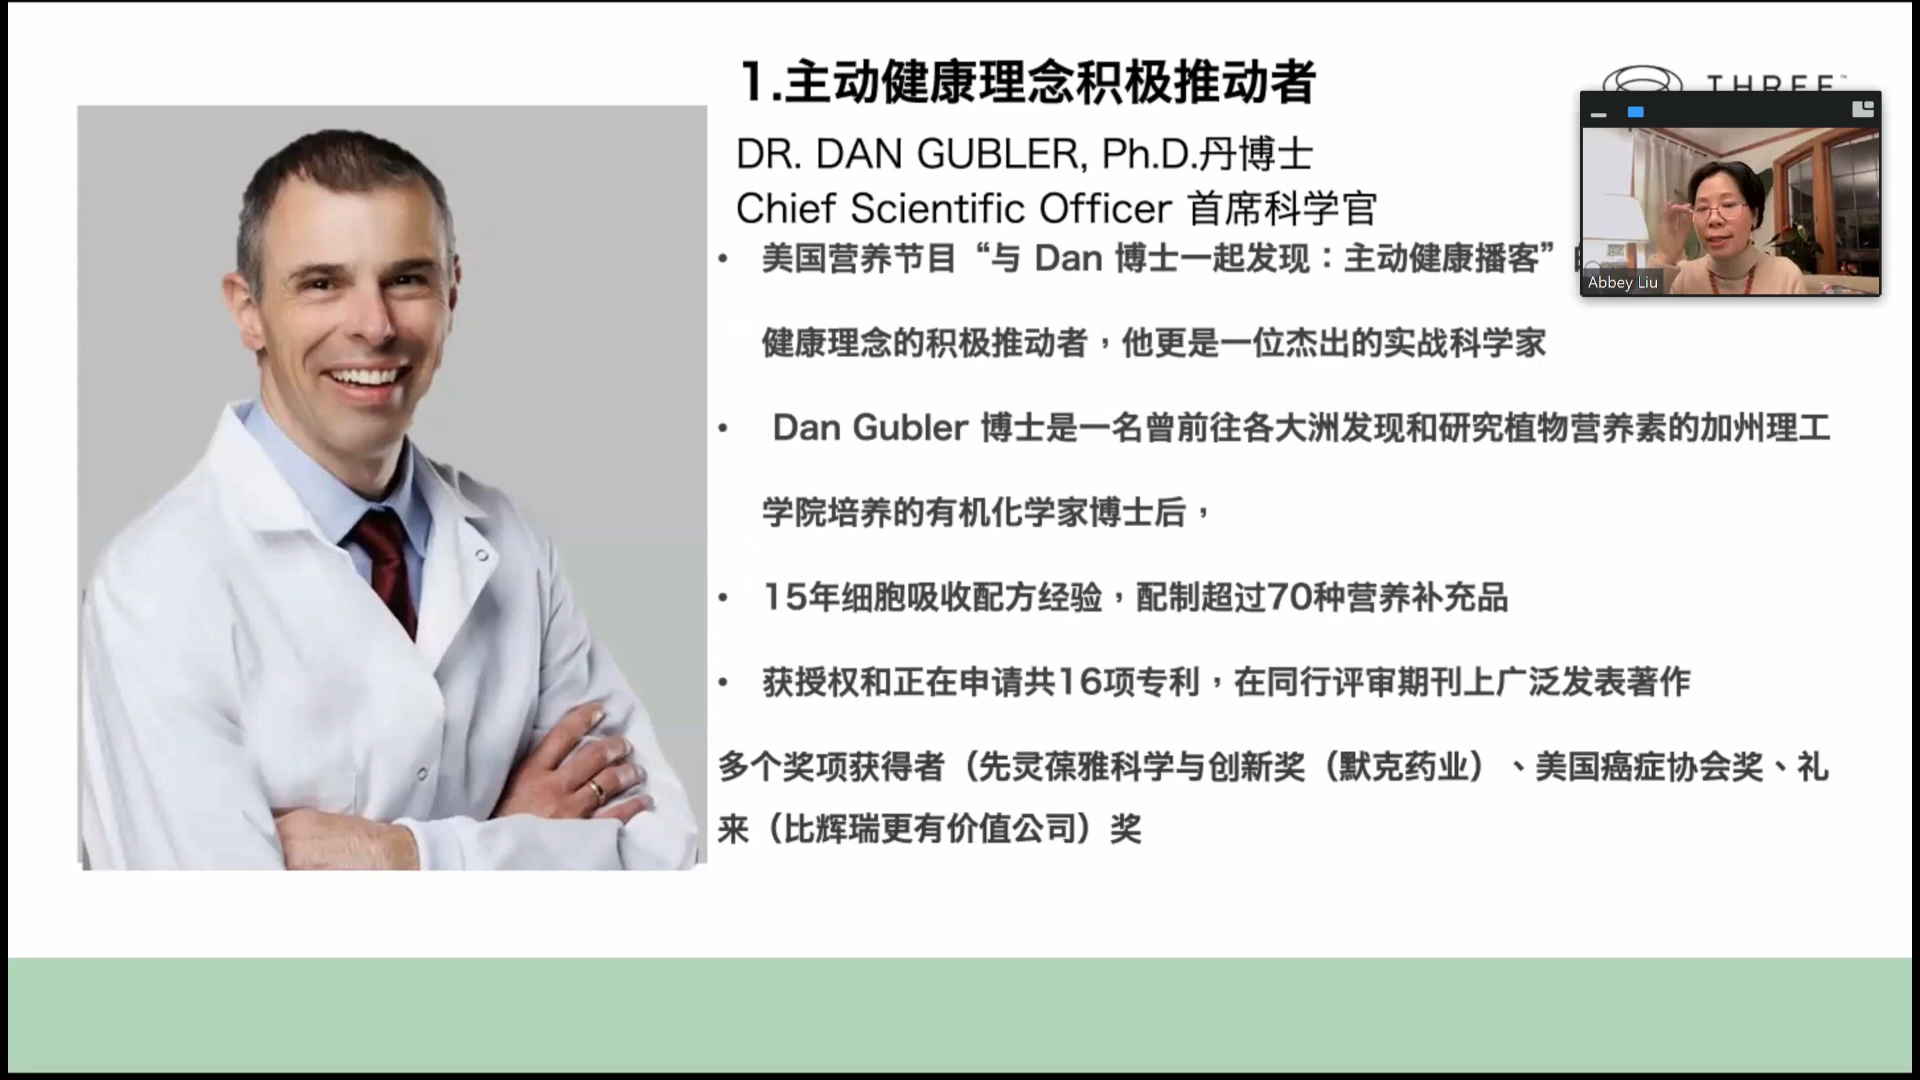 1.主动健康理念积极推动者
THREE
DR. DAN GUBLER, Ph.D.丹博士
Chief Scientific Officer 首席科学官
• 美国营养节目“与 Dan 博士一起发现：主动健康播客”
Abbey Liu
健康理念的积极推动者，他更是一位杰出的实战科学家
• Dan Gubler 博士是一名曾前往各大洲发现和研究植物营养素的加州理工
学院培养的有机化学家博士后，
• 15年细胞吸收配方经验，配制超过70种营养补充品
• 获授权和正在申请共16项专利，在同行评审期刊上广泛发表著作
多个奖项获得者（先灵葆雅科学与创新奖（默克药业）、美国癌症协会奖、礼
来（比辉瑞更有价值公司）奖